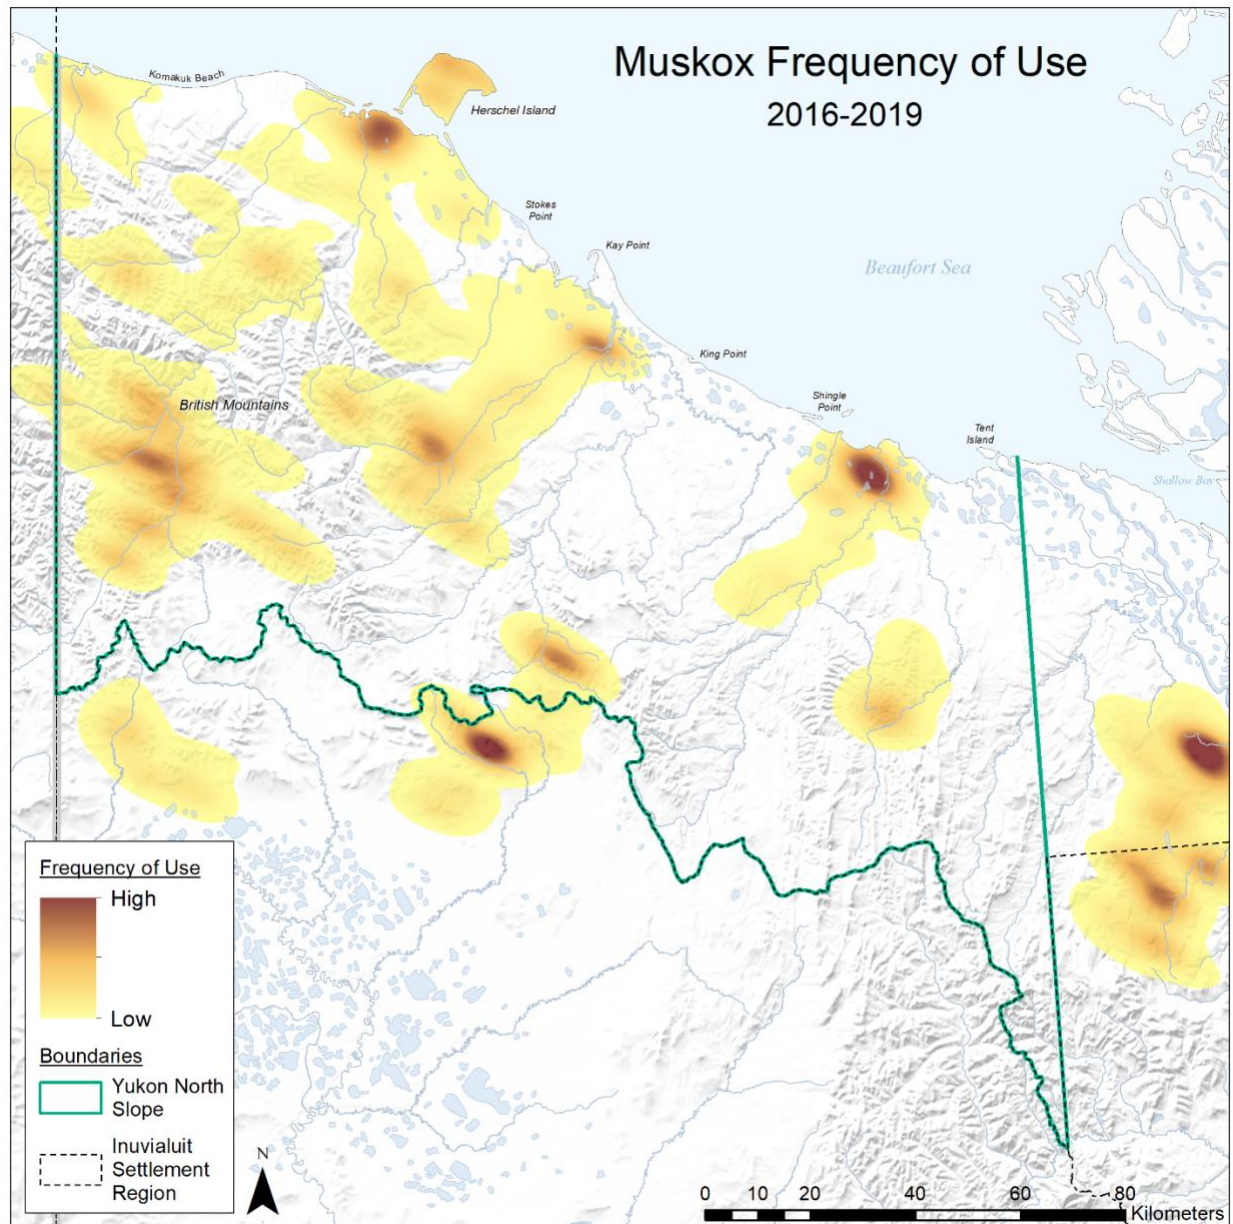 Muskox Frequency of Use
2016-2019
Komakuk Beach
Herschel Island
Stokes
Point
Kay Point
Beaufort Sea
King Point
British Mountains
Shingle
Point
Tent
Island
Shallow Bay
Frequency of Use
High
Low
Boundaries
Yukon North
Slope
Inuvialuit
Settlement
Region
N
0 10 20 40 60 80
Kilometers